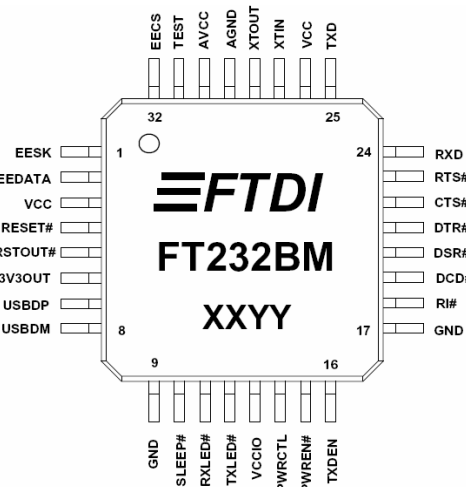 EECS TEST AVCC AGND XTOUT XTIN VCC TXD
32 25
1 24
EESK RXD
EEDATA RTS#
VCC CTS#
RESET# DTR#
RSTOUT# DSR#
3V3OUT DCD#
USBDP RI#
USBDM GND
FTDI
FT232BM
XXYY
8 17
9 16
GND SLEEP# RXLED# TXLED# VCCIO PWRCTL PWREN# TXDEN